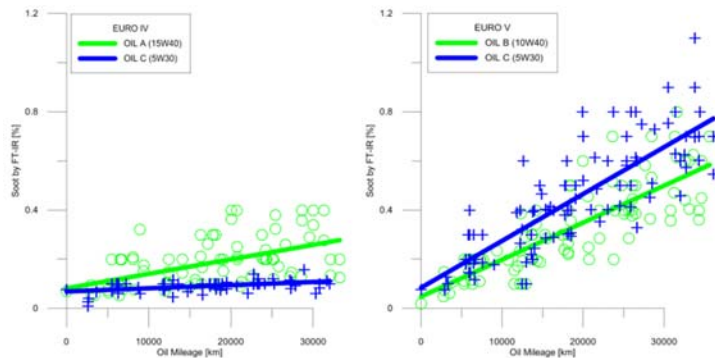 1.2
EURO IV
OIL A (15W40)
OIL C (5W30)
0.8
Soot by FT-IR [%]
0.4
0
0
10000
20000
30000
Oil Mileage [km]
1.2
EURO V
OIL B (10W40)
OIL C (5W30)
0.8
Soot by FT-IR [%]
0.4
0
0
10000
20000
30000
Oil Mileage [km]